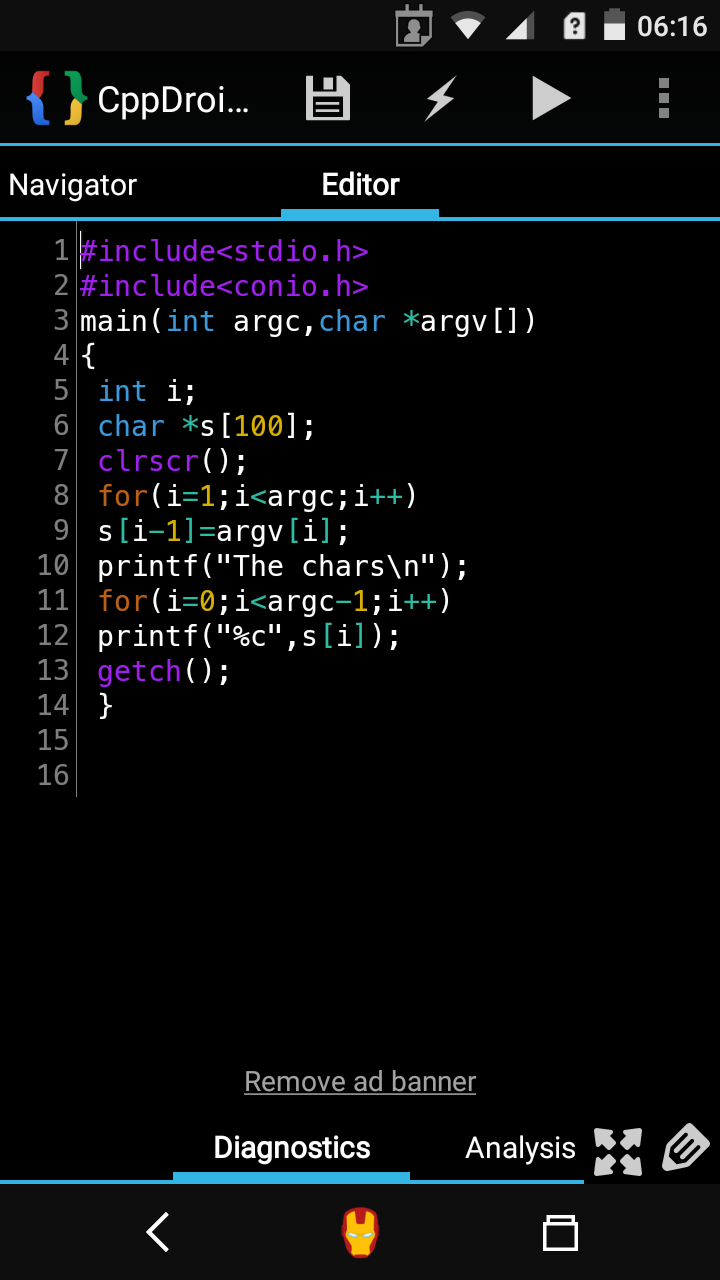 06:16
CppDroi...
Navigator Editor
1 #include<stdio.h>
2 #include<conio.h>
3 main(int argc,char *argv[])
4 {
5 int i;
6 char *s[100];
7 clrscr();
8 for(i=1;i<argc;i++)
9 s[i-1]=argv[i];
10 printf("The chars\n");
11 for(i=0;i<argc-1;i++)
12 printf("%c",s[i]);
13 getch();
14 }
15
16
Remove ad banner
Diagnostics Analysis